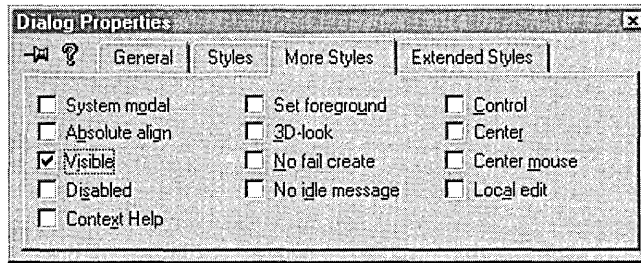 Dialog Properties
General Styles More Styles Extended Styles
System modal Set foreground Control
Absolute align 3D-look Center
Visible No fail create Center mouse
Disabled No idle message Local edit
Context Help